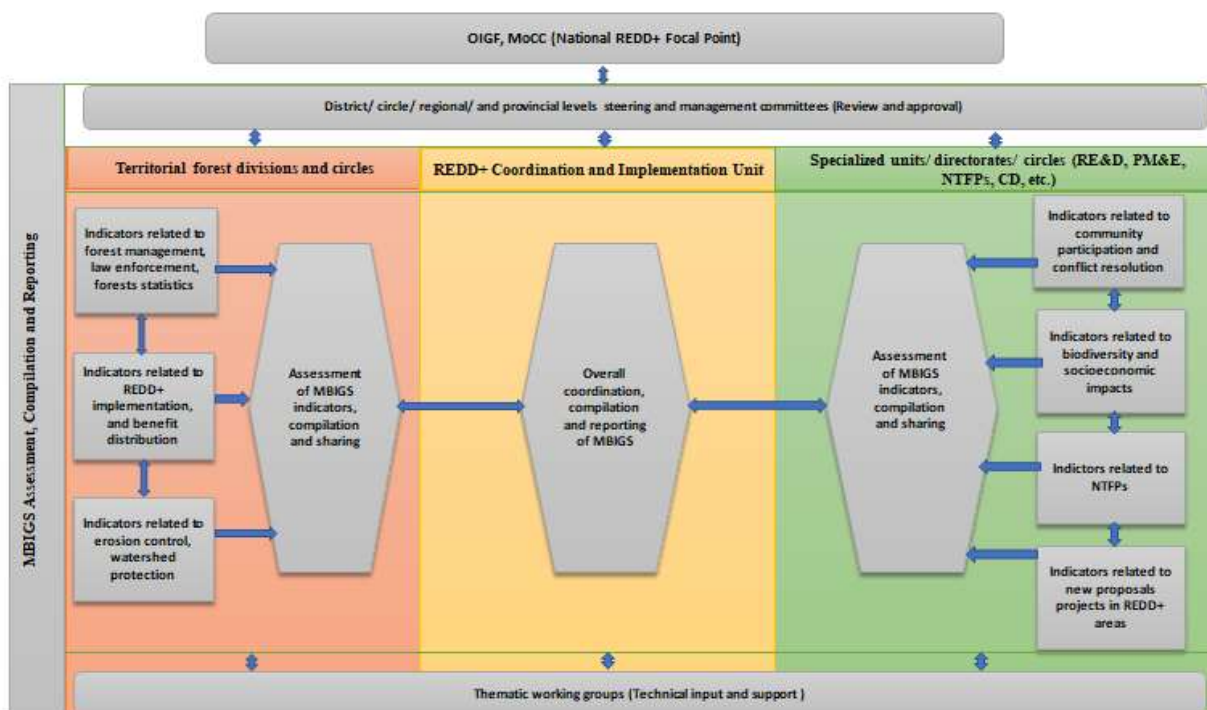 OIGF, MoCC (National REDD+ Focal Point)
District/ circle/ regional/ and provincial levels steering and management committees (Review and approval)
MBIGS Assessment, Compilation and Reporting
Territorial forest divisions and circles
REDD+ Coordination and Implementation Unit
Specialized units/ directorates/ circles (RE&D, PM&E,
NTFPs, CD, etc.)
Indicators related to
forest management,
law enforcement,
forests statistics
Indicators related to
REDD+
implementation,
and benefit
distribution
Indicators related to
erosion control,
watershed
protection
Assessment
of MBIGS
indicators,
compilation
and sharing
Overall
coordination,
compilation
and reporting
of MBIGS
Assessment
of MBIGS
indicators,
compilation
and sharing
Indicators related to
community
participation and
conflict resolution
Indicators related to
biodiversity and
socioeconomic
impacts
Indictors related to
NTFPs
Indicators related to
new proposals
projects in REDD+
areas
Thematic working groups (Technical input and support )